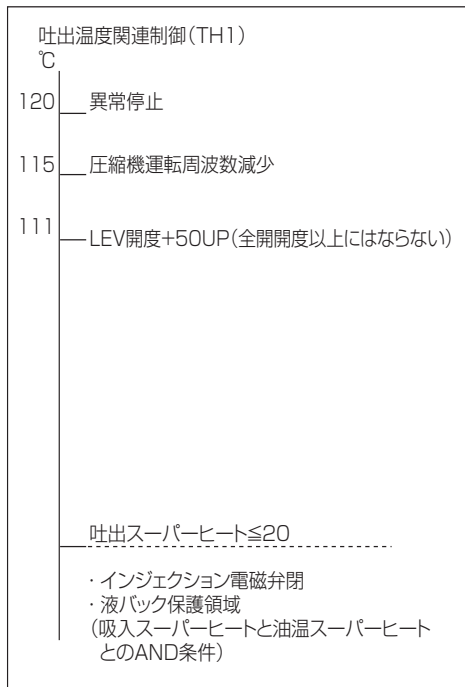 吐出温度関連制御（TH1）
℃
120 異常停止
115 圧縮機運転周波数減少
111
LEV開度+50UP（全開開度以上にはならない）
吐出スーパーヒート≦20
・インジェクション電磁弁閉
・液バック保護領域
（吸入スーパーヒートと油温スーパーヒート
とのAND条件）